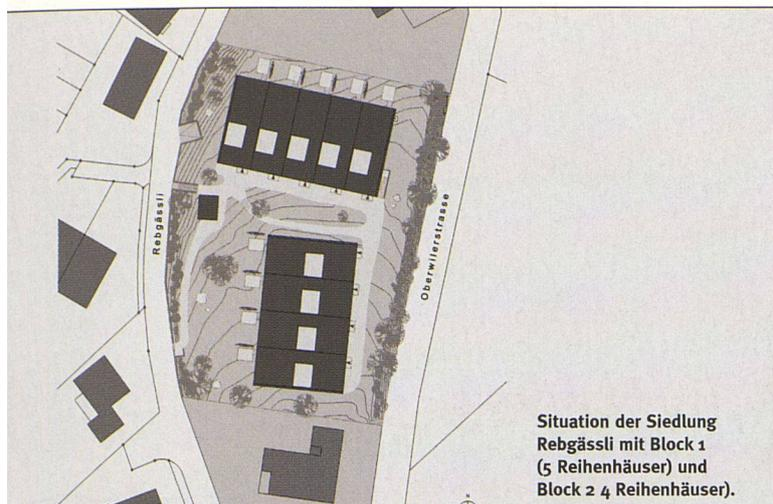 Rebgässli
Oberwilerstrasse
Situation der Siedlung
Rebgässli mit Block 1
(5 Reihenhäuser) und
Block 2 4 Reihenhäuser).